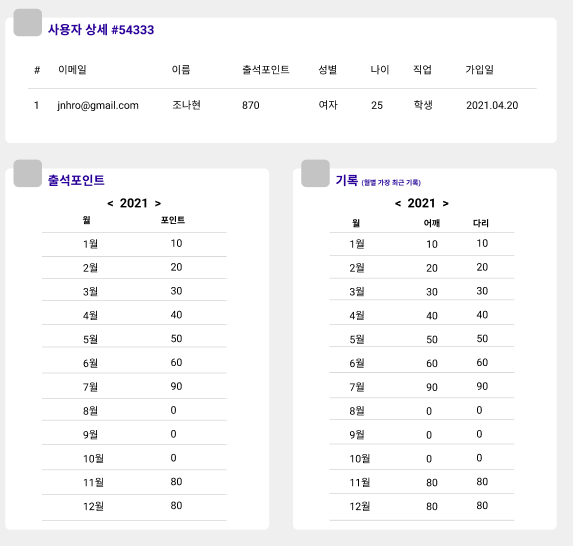 사용자 상세 #54333
# 이메일 이름 출석포인트 성별 나이 직업 가입일
1 jnhro@gmail.com 조나현 870 여자 25 학생 2021.04.20
출석포인트
< 2021 >
월 포인트
1월 10
2월 20
3월 30
4월 40
5월 50
6월 60
7월 90
8월 0
9월 0
10월 0
11월 80
12월 80
기록 (월별 가장 최근 기록)
< 2021 >
월 어깨 다리
1월 10 10
2월 20 20
3월 30 30
4월 40 40
5월 50 50
6월 60 60
7월 90 90
8월 0 0
9월 0 0
10월 0 0
11월 80 80
12월 80 80